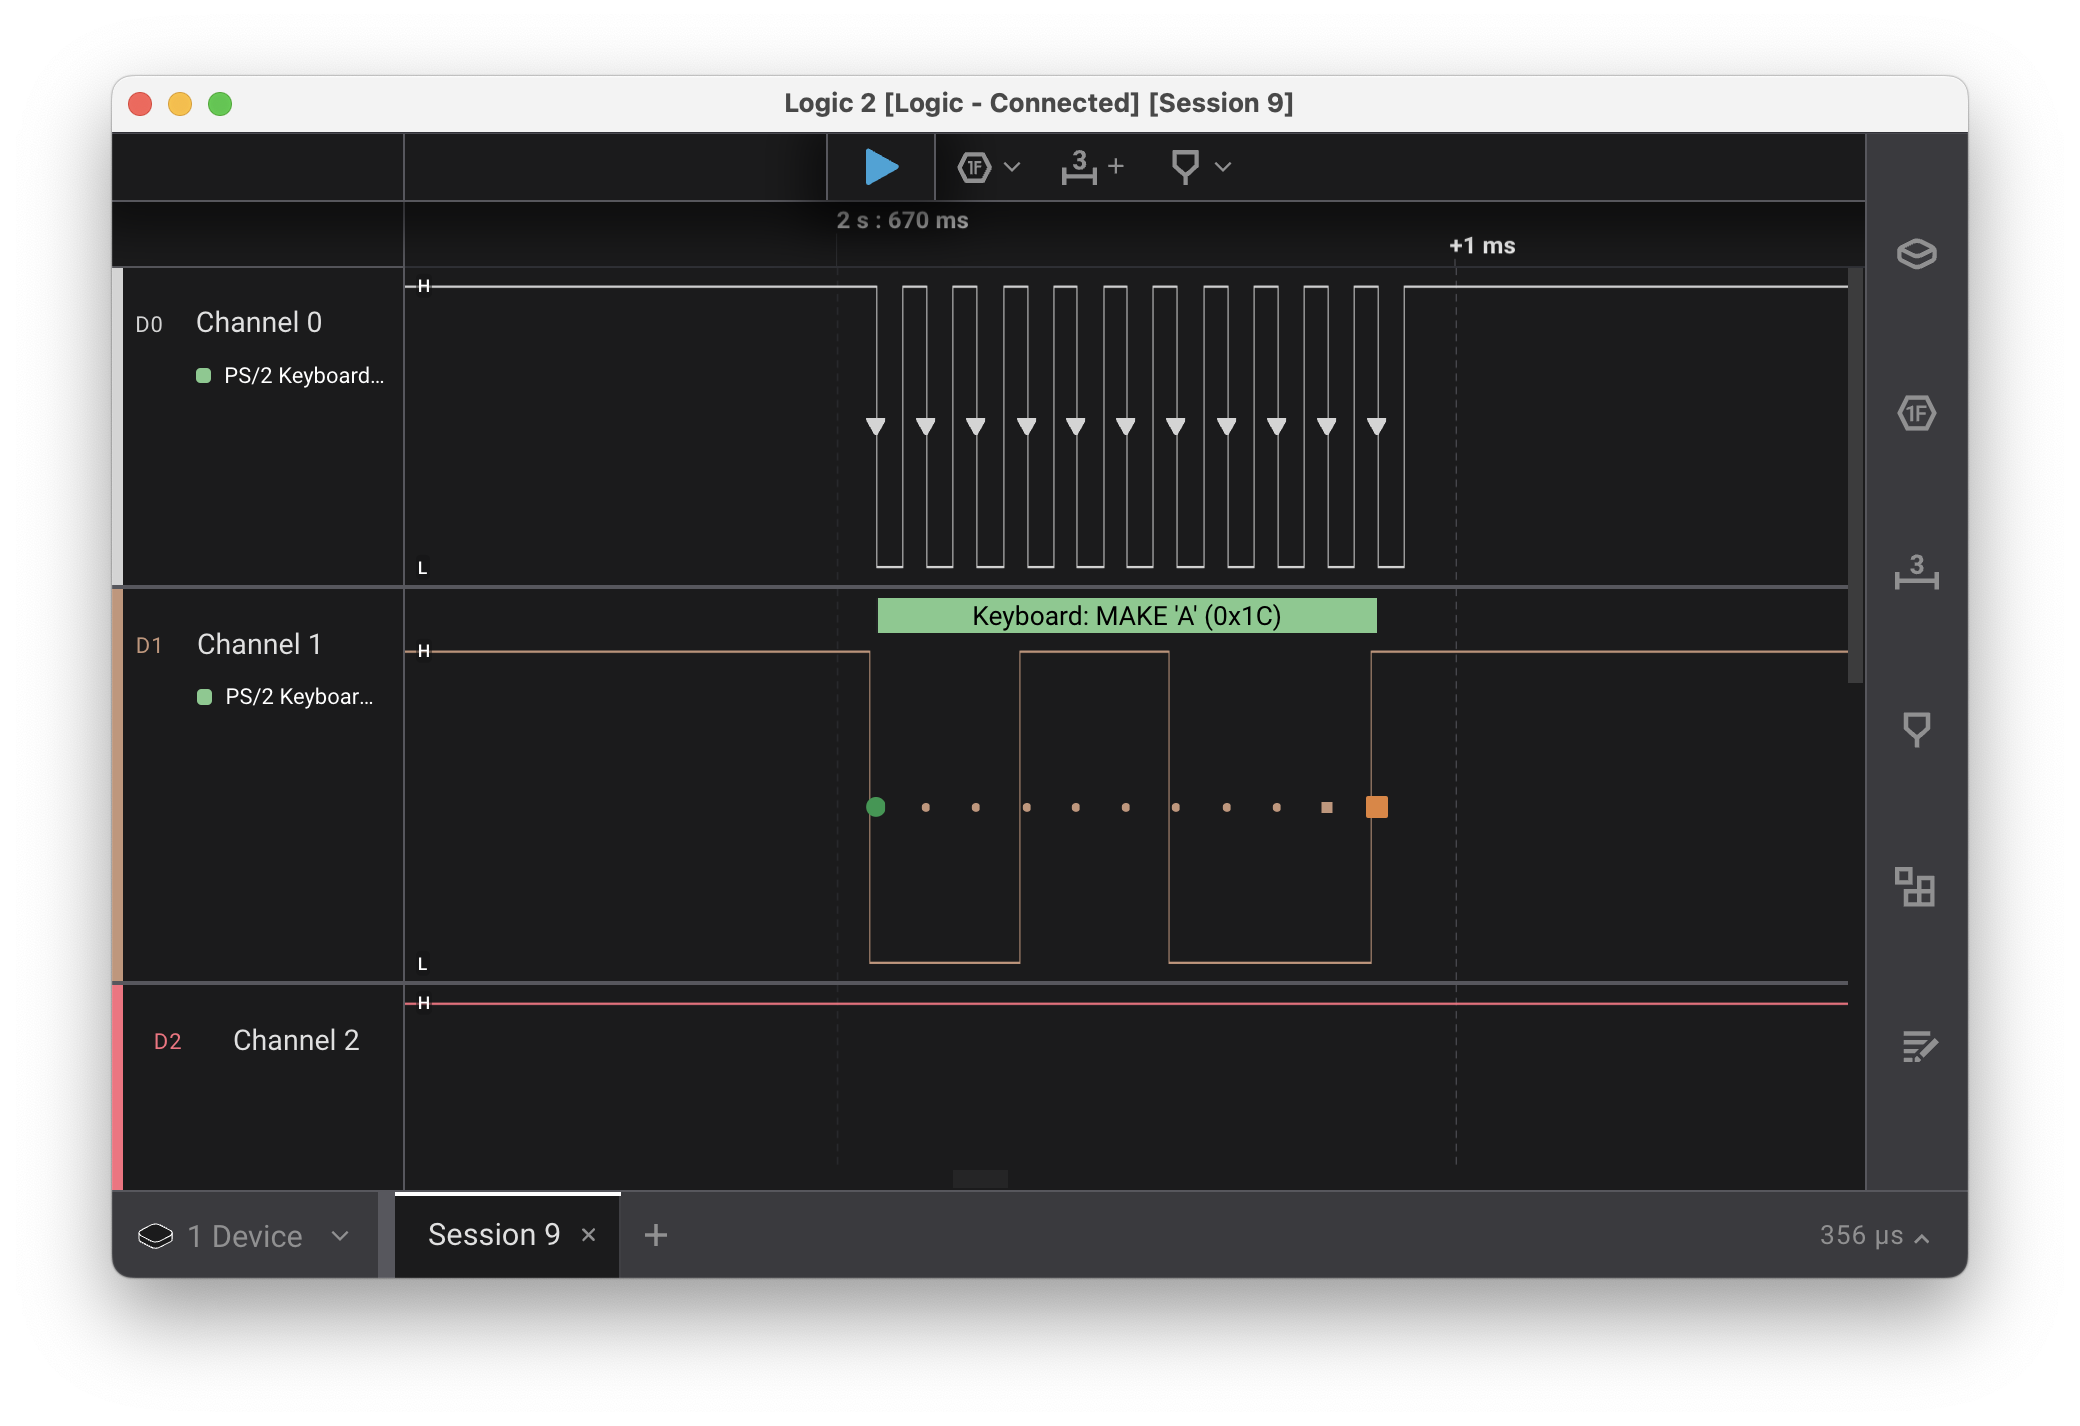 Logic 2 [Logic - Connected] [Session 9]
1F
3
2 s : 670 ms
+1 ms
D0 Channel 0
PS/2 Keyboard...
H
L
1F
3
Keyboard: MAKE 'A' (0x1C)
D1 Channel 1
PS/2 Keyboar...
H
L
D2 Channel 2
H
1 Device
Session 9
356 µs